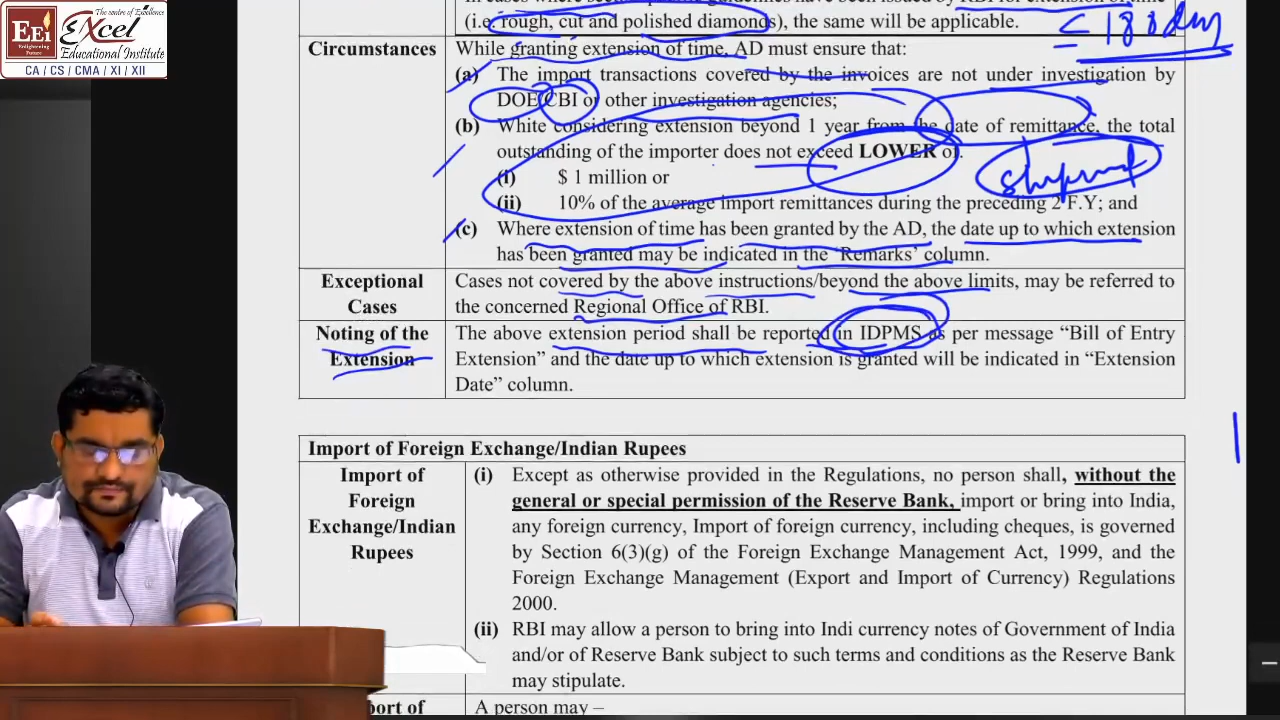 The centre of Excellence
EEi
Enlightening Future
Excel
Educational Institute
CA / CS / CMA / XI / XII
(i.e. rough, cut and polished diamonds), the same will be applicable.
Circumstances
While granting extension of time, AD must ensure that:
(a) The import transactions covered by the invoices are not under investigation by
DOE/CBI or other investigation agencies;
(b) White considering extension beyond 1 year from the date of remittance, the total
outstanding of the importer does not exceed LOWER of.
(i) $ 1 million or
(ii) 10% of the average import remittances during the preceding 2 F.Y; and
(c) Where extension of time has been granted by the AD, the date up to which extension
has been granted may be indicated in the ‘Remarks’ column.
Exceptional
Cases
Cases not covered by the above instructions/beyond the above limits, may be referred to
the concerned Regional Office of RBI.
Noting of the
Extension
The above extension period shall be reported in IDPMS as per message “Bill of Entry
Extension” and the date up to which extension is granted will be indicated in “Extension
Date” column.
Import of Foreign Exchange/Indian Rupees
Import of
Foreign
Exchange/Indian
Rupees
(i) Except as otherwise provided in the Regulations, no person shall, without the
general or special permission of the Reserve Bank, import or bring into India,
any foreign currency, Import of foreign currency, including cheques, is governed
by Section 6(3)(g) of the Foreign Exchange Management Act, 1999, and the
Foreign Exchange Management (Export and Import of Currency) Regulations
2000.
(ii) RBI may allow a person to bring into Indi currency notes of Government of India
and/or of Reserve Bank subject to such terms and conditions as the Reserve Bank
may stipulate.
A person may –